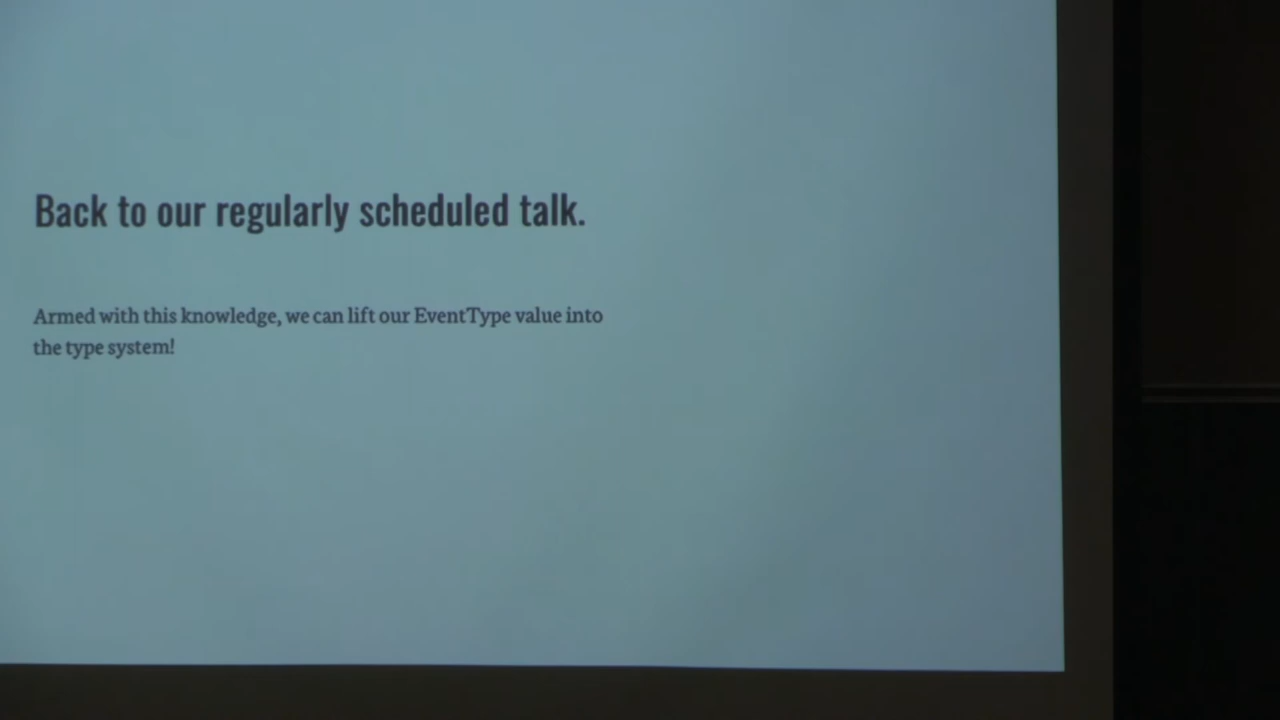 Back to our regularly scheduled talk.
Armed with this knowledge, we can lift our EventType value into
the type system!